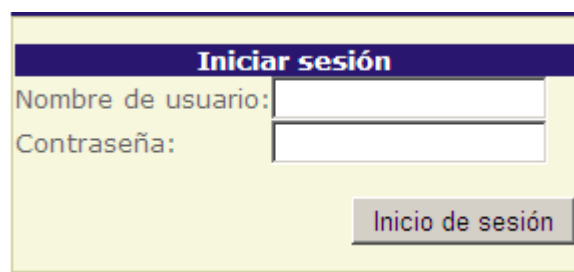 Iniciar sesión
Nombre de usuario:
Contraseña:
Inicio de sesión